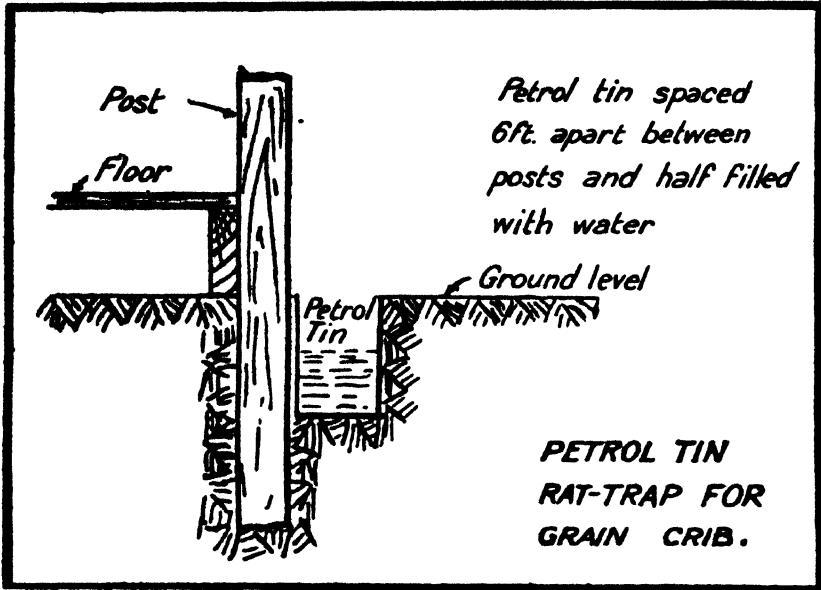 Post
Floor
Petrol tin spaced
6ft. apart between
posts and half filled
with water
Ground level
Petrol
Tin
PETROL TIN
RAT-TRAP FOR
GRAIN CRIB.